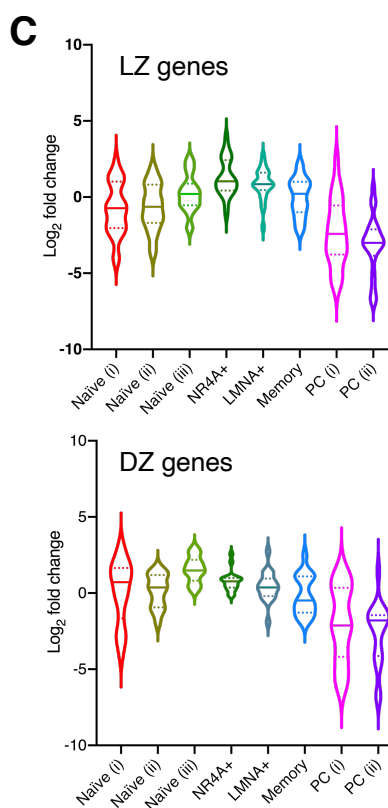 C
LZ genes
Log2 fold change
10
5
0
-5
-10
Naïve (i)
Naïve (ii)
Naïve (iii)
NR4A+
LMNA+
Memory
PC (i)
PC (ii)
DZ genes
Log2 fold change
10
5
0
-5
-10
Naïve (i)
Naïve (ii)
Naïve (iii)
NR4A+
LMNA+
Memory
PC (i)
PC (ii)